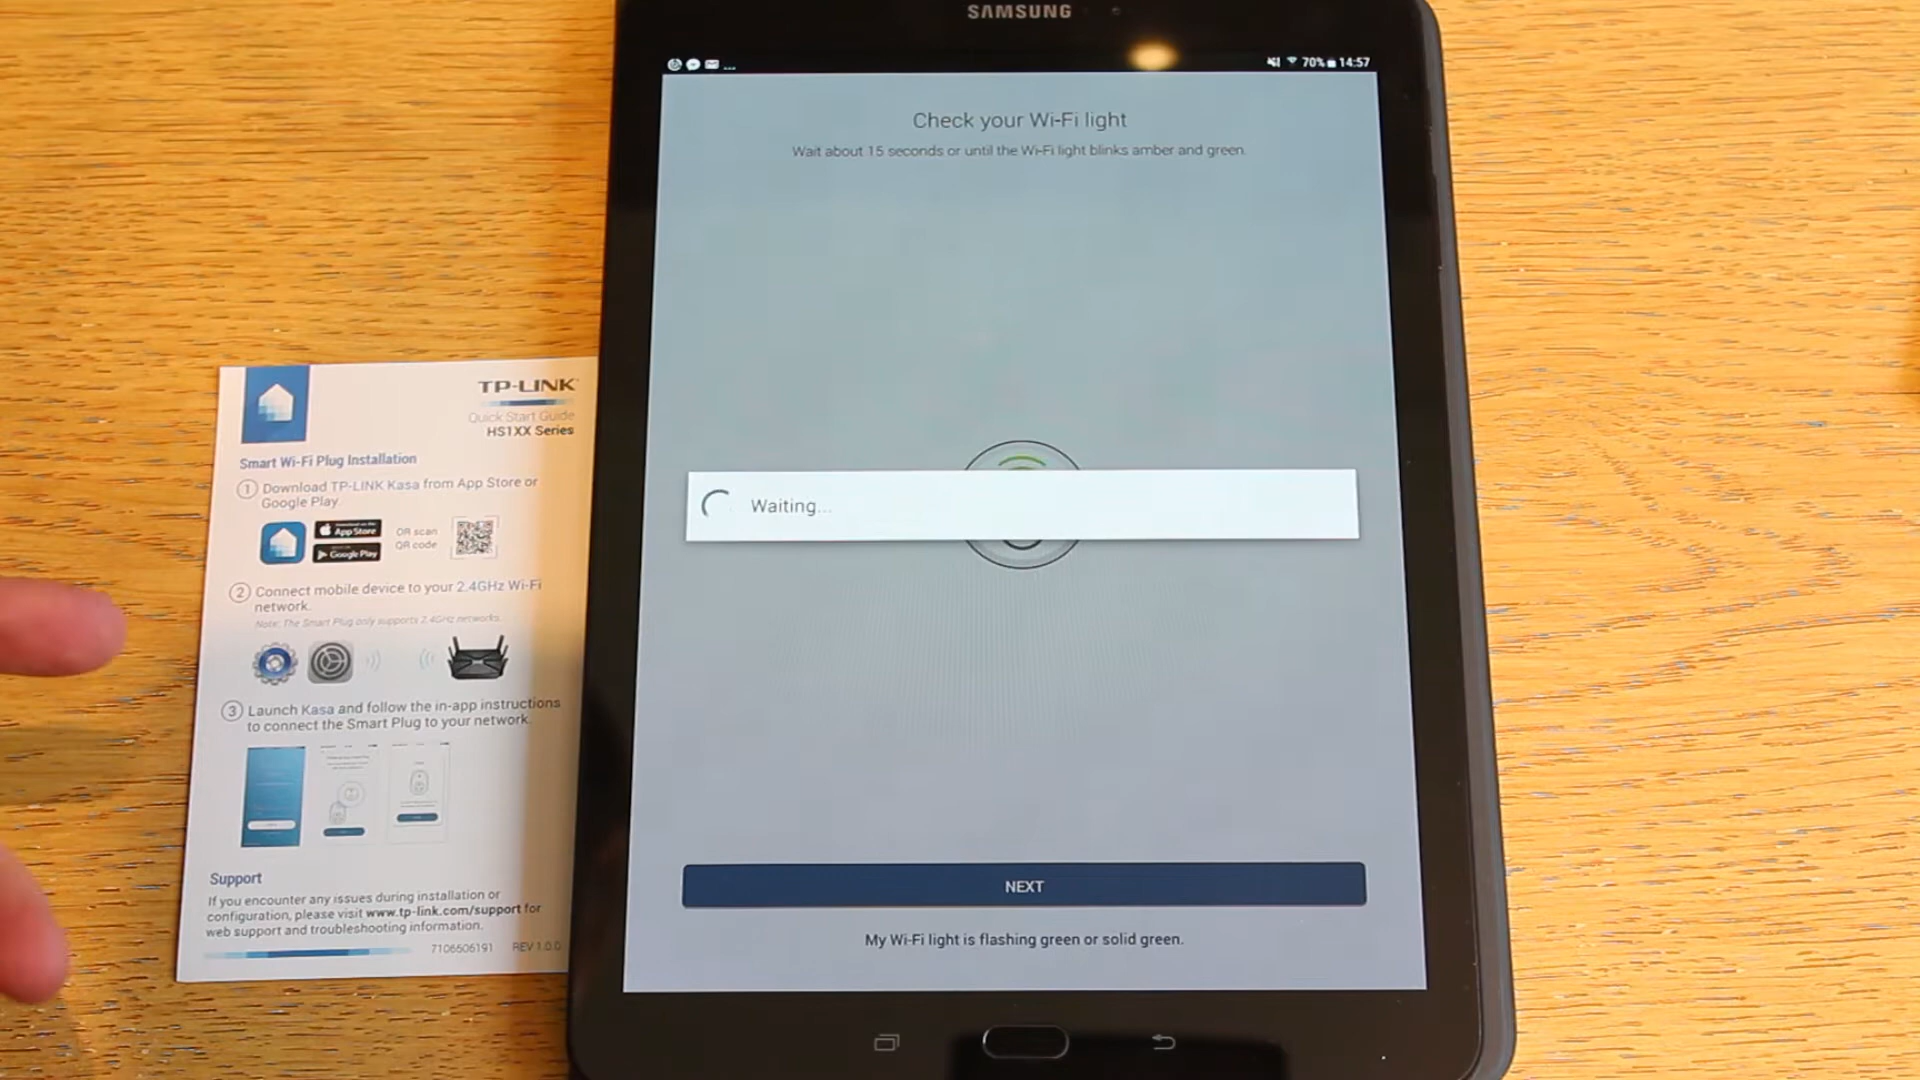 SAMSUNG
70% 14:57
Check your Wi-Fi light
Wait about 15 seconds or until the Wi-Fi light blinks amber and green.
Waiting...
NEXT
My Wi-Fi light is flashing green or solid green.
TP-LINK
Quick Start Guide
HS1XX Series
Smart Wi-Fi Plug Installation
1 Download TP-LINK Kasa from App Store or
Google Play.
App Store
Google Play
OR scan
QR code
2 Connect mobile device to your 2.4GHz Wi-Fi
network.
Note: The Smart Plug only supports 2.4GHz networks.
3 Launch Kasa and follow the in-app instructions
to connect the Smart Plug to your network.
Support
If you encounter any issues during installation or
configuration, please visit www.tp-link.com/support for
web support and troubleshooting information.
7106506191 REV 1.0.0